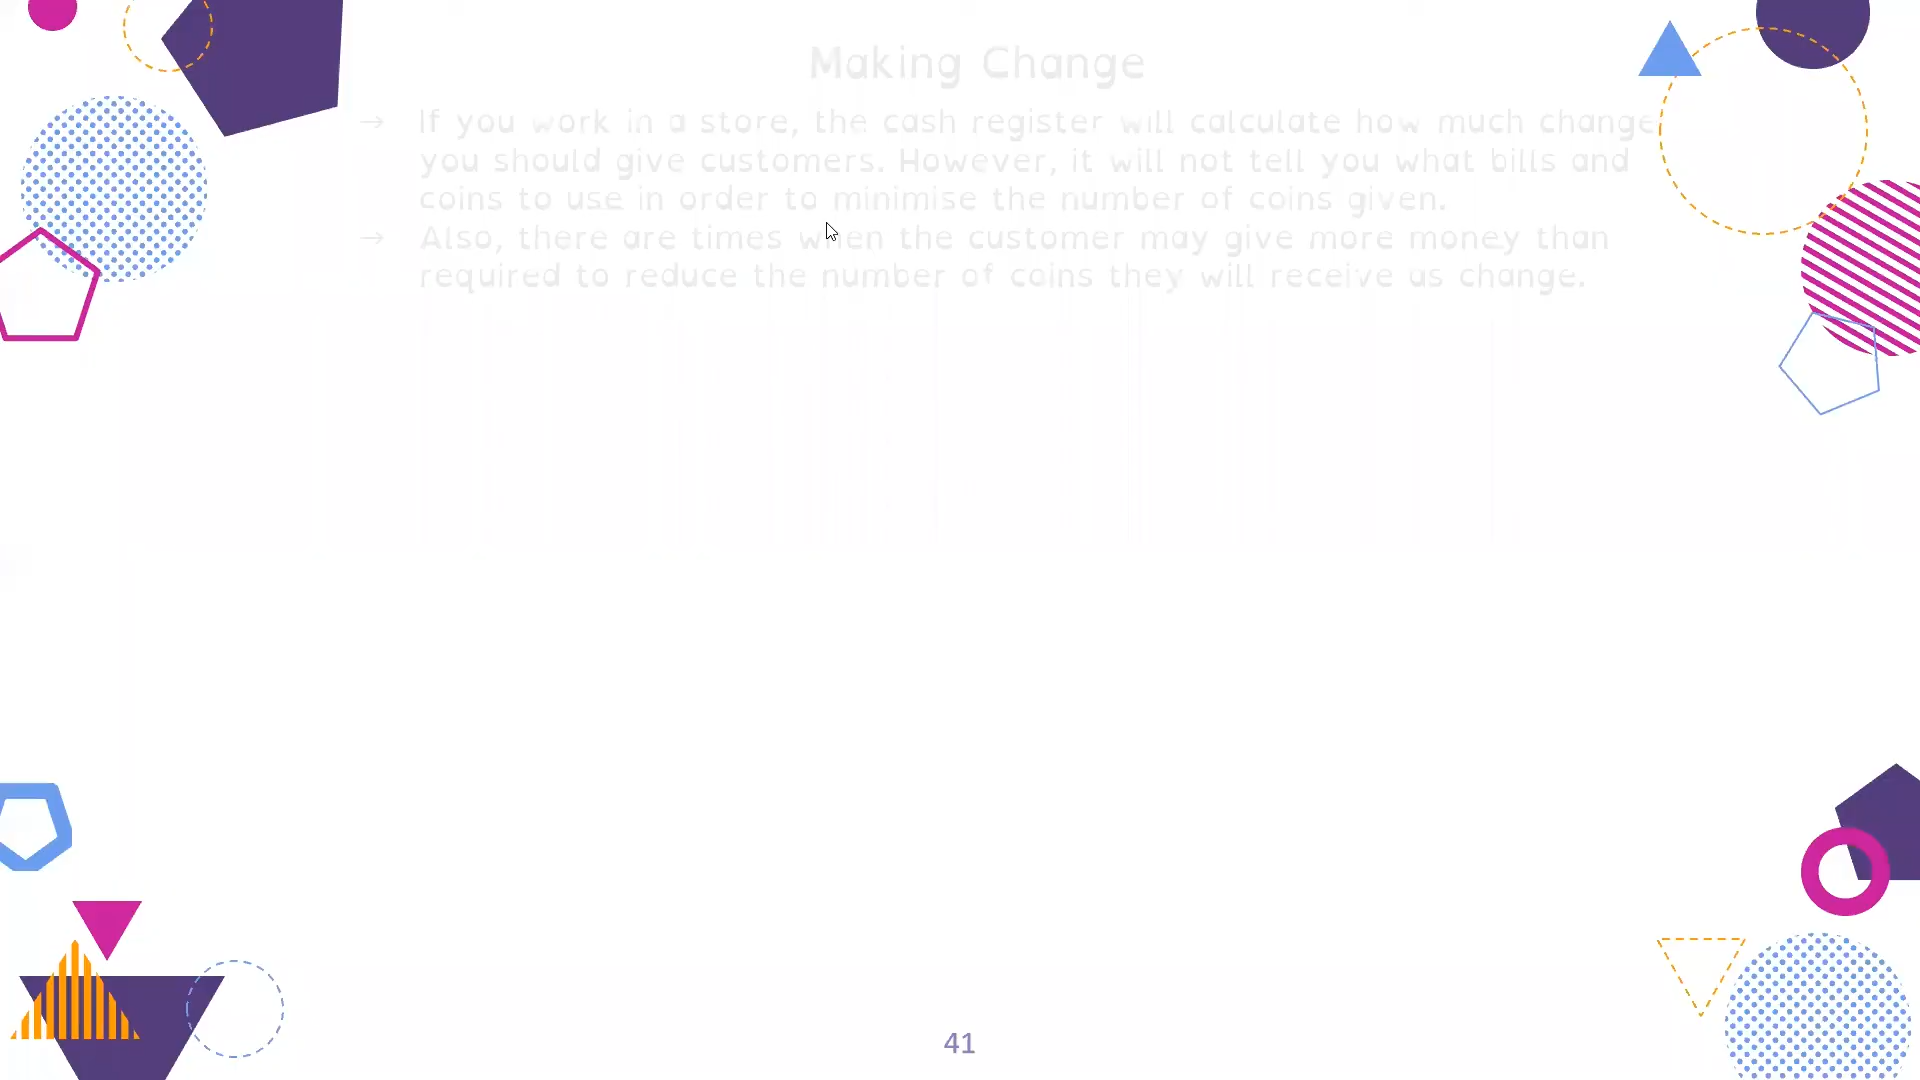 Making Change
→ If you work in a store, the cash register will calculate how much change
you should give customers. However, it will not tell you what bills and
coins to use in order to minimise the number of coins given.
→ Also, there are times when the customer may give more money than
required to reduce the number of coins they will receive as change.
41